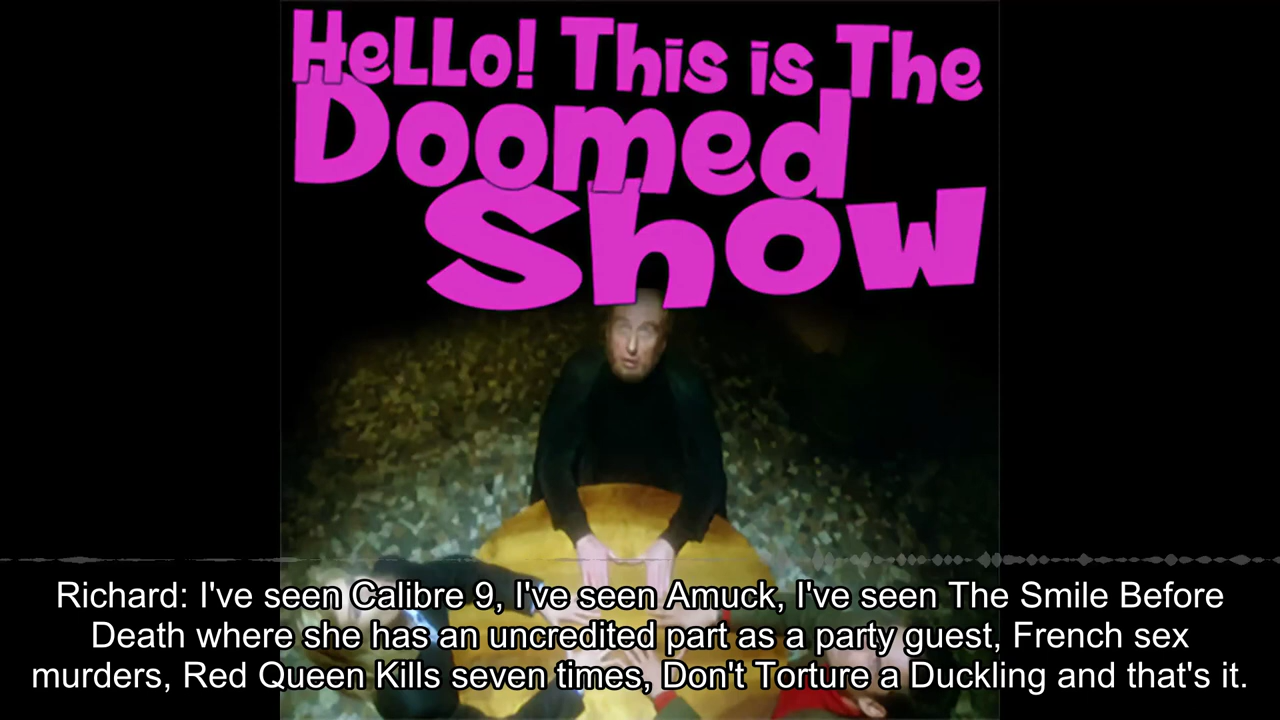 HeLLo! This is The
Doomed
Show
Richard: I've seen Calibre 9, I've seen Amuck, I've seen The Smile Before
Death where she has an uncredited part as a party guest, French sex
murders, Red Queen Kills seven times, Don't Torture a Duckling and that's it.